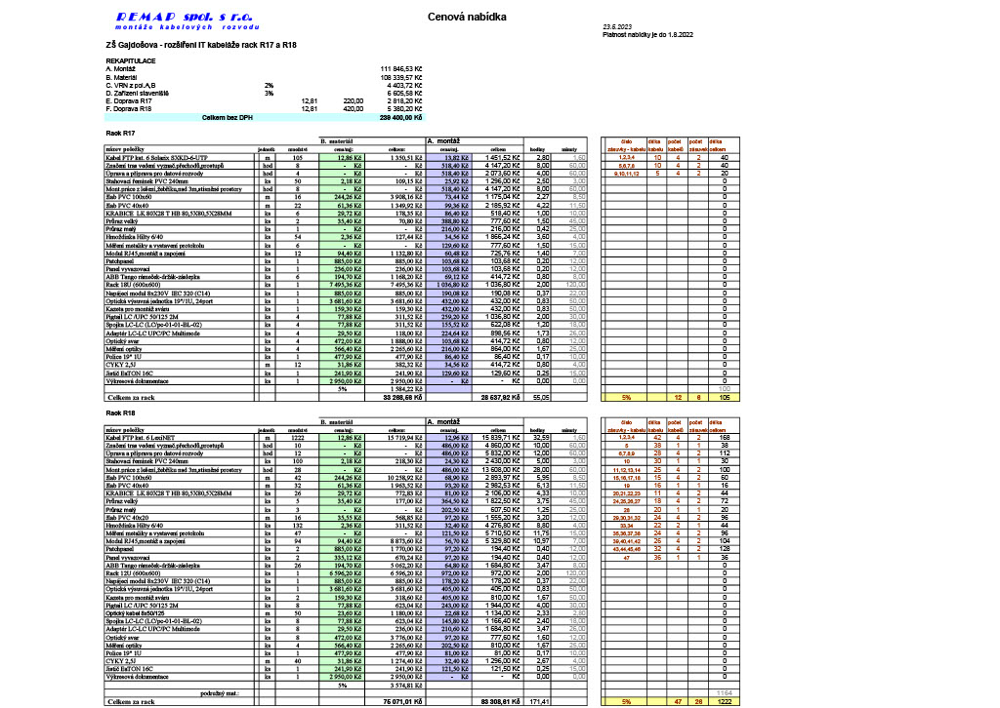 REMAP spol. s r.o.
montáže kabelových rozvodu
Cenová nabídka
23.6.2023
Platnost nabídky je do 1.8.2022
ZŠ Gajdošova - rozšíření IT kabeláže rack R17 a R18
REKAPITULACE
A. Montáž 111 846,53 Kč
B. Materiál 108 339,57 Kč
C. VRN z pol.A,B 2% 4 403,72 Kč
D. Zařízení staveniště 3% 6 605,58 Kč
E. Doprava R17 12,81 220,00 2 818,20 Kč
F. Doprava R18 12,81 420,00 5 380,20 Kč
Celkem bez DPH 239 400,00 Kč
Rack R17
B. materiál A. montáž číslo délka počet počet délka
název položky jednotk množství cena/mj. celkem: cena/mj. celkem hodiny minuty zásuvky - kabelu kabelu kabelů zásuvek celkem
Kabel FTP kat. 6 Solarix SXKD-6-UTP m 105 12,86 Kč 1 350,51 Kč 13,82 Kč 1 451,52 Kč 2,80 1,60 1,2,3,4 10 4 2 40
Značení tras vedení vyznač.přechodů,prostupů hod 8 - Kč - Kč 518,40 Kč 4 147,20 Kč 8,00 60,00 5,6,7,8 10 4 2 40
Úprava a příprava pro datové rozvody hod 4 - Kč - Kč 518,40 Kč 2 073,60 Kč 4,00 60,00 9,10,11,12 5 4 2 20
Stahovací řemínek PVC 240mm ks 50 2,18 Kč 109,15 Kč 25,92 Kč 1 296,00 Kč 2,50 3,00 0
Mont.práce z lešení,žebříku,nad 3m,stísněné prostory hod 8 - Kč - Kč 518,40 Kč 4 147,20 Kč 8,00 60,00 0
Žlab PVC 100x60 m 16 244,26 Kč 3 908,16 Kč 73,44 Kč 1 175,04 Kč 2,27 8,50 0
Žlab PVC 40x40 m 22 61,36 Kč 1 349,92 Kč 99,36 Kč 2 185,92 Kč 4,22 11,50 0
KRABICE LK 80X28 T HB 80,5X80,5X28MM ks 6 29,72 Kč 178,35 Kč 86,40 Kč 518,40 Kč 1,00 10,00 0
Průraz velký ks 2 35,40 Kč 70,80 Kč 388,80 Kč 777,60 Kč 1,50 45,00 0
Průraz malý ks 1 - Kč - Kč 216,00 Kč 216,00 Kč 0,42 25,00 0
Hmoždinka Hilty 6/40 ks 54 2,36 Kč 127,44 Kč 34,56 Kč 1 866,24 Kč 3,60 4,00 0
Měření metaliky a vystavení protokolu ks 6 - Kč - Kč 129,60 Kč 777,60 Kč 1,50 15,00 0
Modul RJ45,montáž a zapojení ks 12 94,40 Kč 1 132,80 Kč 60,48 Kč 725,76 Kč 1,40 7,00 0
Patchpanel ks 1 885,00 Kč 885,00 Kč 103,68 Kč 103,68 Kč 0,20 12,00 0
Panel vyvazovací ks 1 236,00 Kč 236,00 Kč 103,68 Kč 103,68 Kč 0,20 12,00 0
ABB Tango rámeček-držák-záslepka ks 6 194,70 Kč 1 168,20 Kč 69,12 Kč 414,72 Kč 0,80 8,00 0
Rack 18U (600x600) ks 1 7 495,36 Kč 7 495,36 Kč 1 036,80 Kč 1 036,80 Kč 2,00 120,00 0
Napájecí modul 8x230V IEC 320 (C14) ks 1 885,00 Kč 885,00 Kč 190,08 Kč 190,08 Kč 0,37 22,00 0
Optická výsuvná jednotka 19"/1U, 24port ks 1 3 681,60 Kč 3 681,60 Kč 432,00 Kč 432,00 Kč 0,83 50,00 0
Kazeta pro montáž svárů ks 1 159,30 Kč 159,30 Kč 432,00 Kč 432,00 Kč 0,83 50,00 0
Pigtail LC /UPC 50/125 2M ks 4 77,88 Kč 311,52 Kč 259,20 Kč 1 036,80 Kč 2,00 30,00 0
Spojka LC-LC (LC/pc-01-01-BL-02) ks 4 77,88 Kč 311,52 Kč 155,52 Kč 622,08 Kč 1,20 18,00 0
Adaptér LC-LC UPC/PC Multimode ks 4 29,50 Kč 118,00 Kč 224,64 Kč 898,56 Kč 1,73 26,00 0
Optický svar ks 4 472,00 Kč 1 888,00 Kč 103,68 Kč 414,72 Kč 0,80 12,00 0
Měření optiky ks 4 566,40 Kč 2 265,60 Kč 216,00 Kč 864,00 Kč 1,67 25,00 0
Police 19" 1U ks 1 477,90 Kč 477,90 Kč 86,40 Kč 86,40 Kč 0,17 10,00 0
CYKY 2,5J m 12 31,86 Kč 382,32 Kč 34,56 Kč 414,72 Kč 0,80 4,00 0
Jistič EaTON 16C ks 1 241,90 Kč 241,90 Kč 129,60 Kč 129,60 Kč 0,25 15,00 0
Výkresová dokumentace ks 1 2 950,00 Kč 2 950,00 Kč - Kč - Kč 0,00 0,00 0
5% 1 584,22 Kč 100
Celkem za rack 33 268,56 Kč 28 637,92 Kč 55,05 5% 12 6 105
Rack R18
B. materiál A. montáž číslo délka počet počet délka
název položky jednotk množství cena/mj. celkem: cena/mj. celkem hodiny minuty zásuvky - kabelu kabelu kabelů zásuvek celkem
Kabel FTP kat. 6 LexiNET m 1222 12,86 Kč 15 719,94 Kč 12,96 Kč 15 839,71 Kč 32,59 1,60 1,2,3,4 42 4 2 168
Značení tras vedení vyznač.přechodů,prostupů hod 10 - Kč - Kč 486,00 Kč 4 860,00 Kč 10,00 60,00 5 38 1 1 38
Úprava a příprava pro datové rozvody hod 12 - Kč - Kč 486,00 Kč 5 832,00 Kč 12,00 60,00 6,7,8,9 28 4 2 112
Stahovací řemínek PVC 240mm ks 100 2,18 Kč 218,30 Kč 24,30 Kč 2 430,00 Kč 5,00 3,00 10 30 1 1 30
Mont.práce z lešení,žebříku,nad 3m,stísněné prostory hod 28 - Kč - Kč 486,00 Kč 13 608,00 Kč 28,00 60,00 11,12,13,14 25 4 2 100
Žlab PVC 100x60 m 42 244,26 Kč 10 258,92 Kč 68,90 Kč 2 893,97 Kč 5,95 8,50 15,16,17,18 15 4 2 60
Žlab PVC 40x40 m 32 61,36 Kč 1 963,52 Kč 93,20 Kč 2 982,53 Kč 6,13 11,50 19 16 1 1 16
KRABICE LK 80X28 T HB 80,5X80,5X28MM ks 26 29,72 Kč 772,83 Kč 81,00 Kč 2 106,00 Kč 4,33 10,00 20,21,22,23 11 4 2 44
Průraz velký ks 5 35,40 Kč 177,00 Kč 364,50 Kč 1 822,50 Kč 3,75 45,00 24,25,26,27 18 4 2 72
Průraz malý ks 3 - Kč - Kč 202,50 Kč 607,50 Kč 1,25 25,00 28 20 1 1 20
Žlab PVC 40x20 m 16 35,55 Kč 568,85 Kč 97,20 Kč 1 555,20 Kč 3,20 12,00 29,30,31,32 24 4 2 96
Hmoždinka Hilty 6/40 ks 132 2,36 Kč 311,52 Kč 32,40 Kč 4 276,80 Kč 8,80 4,00 33,34 22 2 1 44
Měření metaliky a vystavení protokolu ks 47 - Kč - Kč 121,50 Kč 5 710,50 Kč 11,75 15,00 35,36,37,38 24 4 2 96
Modul RJ45,montáž a zapojení ks 94 94,40 Kč 8 873,60 Kč 56,70 Kč 5 329,80 Kč 10,97 7,00 39,40,41,42 26 4 2 104
Patchpanel ks 2 885,00 Kč 1 770,00 Kč 97,20 Kč 194,40 Kč 0,40 12,00 43,44,45,46 32 4 2 128
Panel vyvazovací ks 2 335,12 Kč 670,24 Kč 97,20 Kč 194,40 Kč 0,40 12,00 47 36 1 1 36
ABB Tango rámeček-držák-záslepka ks 26 194,70 Kč 5 062,20 Kč 64,80 Kč 1 684,80 Kč 3,47 8,00 0
Rack 12U (600x600) ks 1 6 596,20 Kč 6 596,20 Kč 972,00 Kč 972,00 Kč 2,00 120,00 0
Napájecí modul 8x230V IEC 320 (C14) ks 1 885,00 Kč 885,00 Kč 178,20 Kč 178,20 Kč 0,37 22,00 0
Optická výsuvná jednotka 19"/1U, 24port ks 1 3 681,60 Kč 3 681,60 Kč 405,00 Kč 405,00 Kč 0,83 50,00 0
Kazeta pro montáž svárů ks 2 159,30 Kč 318,60 Kč 405,00 Kč 810,00 Kč 1,67 50,00 0
Pigtail LC /UPC 50/125 2M ks 8 77,88 Kč 623,04 Kč 243,00 Kč 1 944,00 Kč 4,00 30,00 0
Optický kabel 8x50/125 m 50 23,60 Kč 1 180,00 Kč 22,68 Kč 1 134,00 Kč 2,33 2,80 0
Spojka LC-LC (LC/pc-01-01-BL-02) ks 8 77,88 Kč 623,04 Kč 145,80 Kč 1 166,40 Kč 2,40 18,00 0
Adaptér LC-LC UPC/PC Multimode ks 8 29,50 Kč 236,00 Kč 210,60 Kč 1 684,80 Kč 3,47 26,00 0
Optický svar ks 8 472,00 Kč 3 776,00 Kč 97,20 Kč 777,60 Kč 1,60 12,00 0
Měření optiky ks 4 566,40 Kč 2 265,60 Kč 202,50 Kč 810,00 Kč 1,67 25,00 0
Police 19" 1U ks 1 477,90 Kč 477,90 Kč 81,00 Kč 81,00 Kč 0,17 10,00 0
CYKY 2,5J m 40 31,86 Kč 1 274,40 Kč 32,40 Kč 1 296,00 Kč 2,67 4,00 0
Jistič EaTON 16C ks 1 241,90 Kč 241,90 Kč 121,50 Kč 121,50 Kč 0,25 15,00 0
Výkresová dokumentace ks 1 2 950,00 Kč 2 950,00 Kč - Kč - Kč 0,00 0,00 0
5% 3 574,81 Kč
podružný mat.: 1164
Celkem za rack 75 071,01 Kč 83 308,61 Kč 171,41 5% 47 26 1222